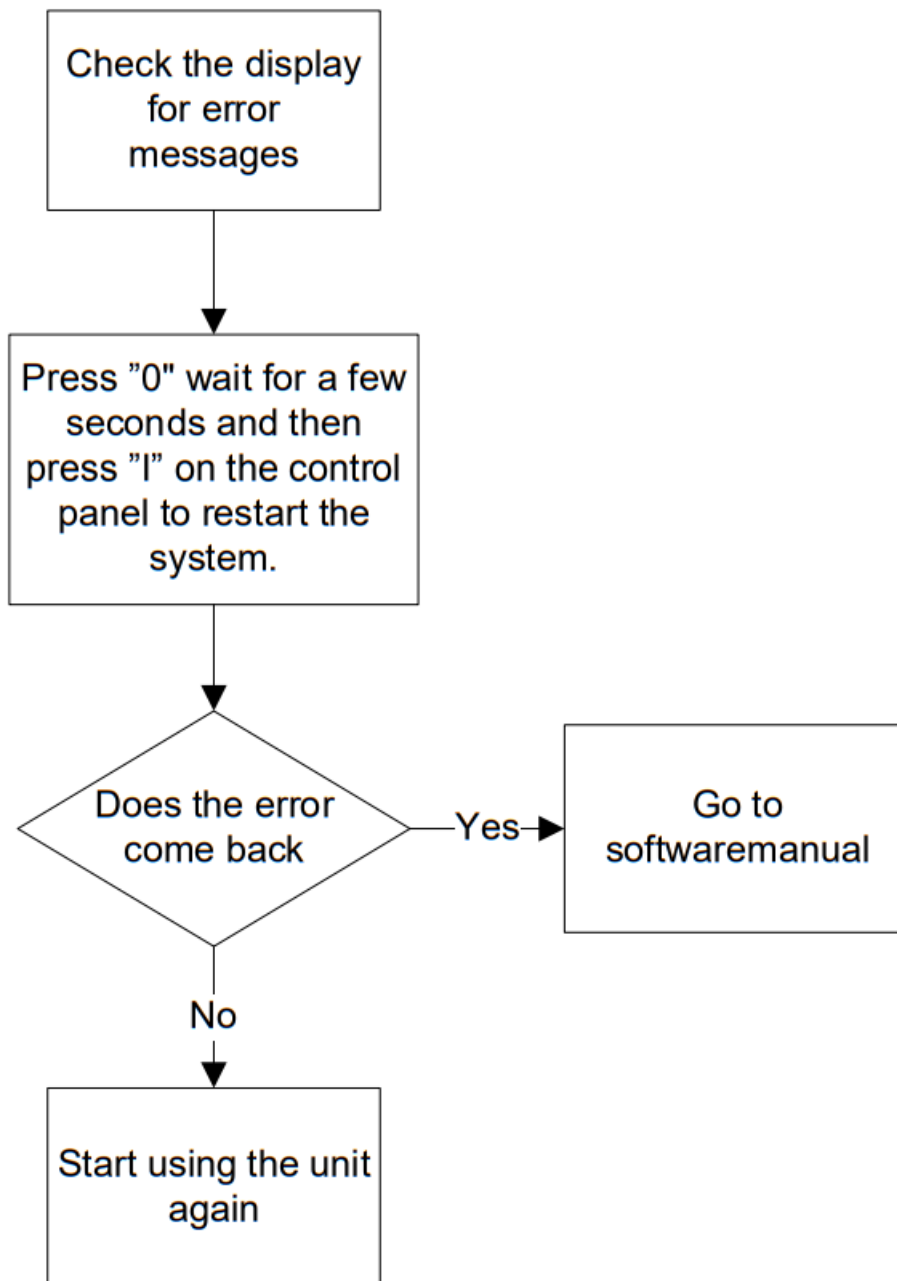 Check the display
for error
messages
Press ”0" wait for a few
seconds and then
press ”I” on the control
panel to restart the
system.
Does the error
come back
Yes
Go to
softwaremanual
No
Start using the unit
again